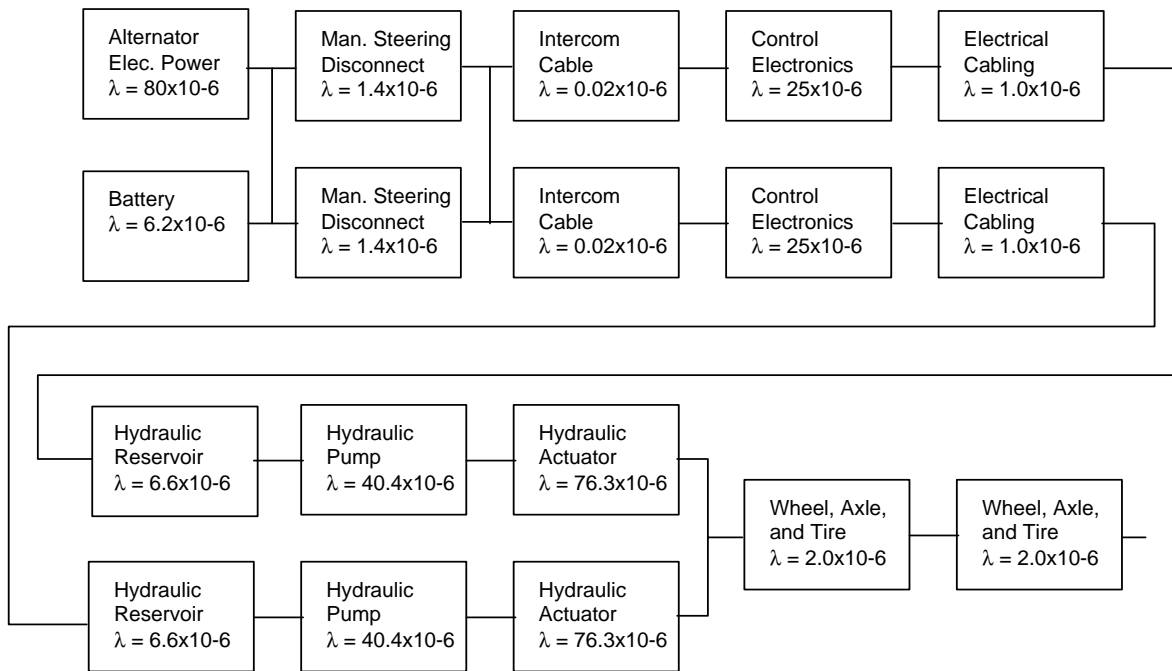 Alternator
Elec. Power
λ = 80x10-6
Man. Steering
Disconnect
λ = 1.4x10-6
Intercom
Cable
λ = 0.02x10-6
Control
Electronics
λ = 25x10-6
Electrical
Cabling
λ = 1.0x10-6
Battery
λ = 6.2x10-6
Man. Steering
Disconnect
λ = 1.4x10-6
Intercom
Cable
λ = 0.02x10-6
Control
Electronics
λ = 25x10-6
Electrical
Cabling
λ = 1.0x10-6
Hydraulic
Reservoir
λ = 6.6x10-6
Hydraulic
Pump
λ = 40.4x10-6
Hydraulic
Actuator
λ = 76.3x10-6
Wheel, Axle,
and Tire
λ = 2.0x10-6
Wheel, Axle,
and Tire
λ = 2.0x10-6
Hydraulic
Reservoir
λ = 6.6x10-6
Hydraulic
Pump
λ = 40.4x10-6
Hydraulic
Actuator
λ = 76.3x10-6